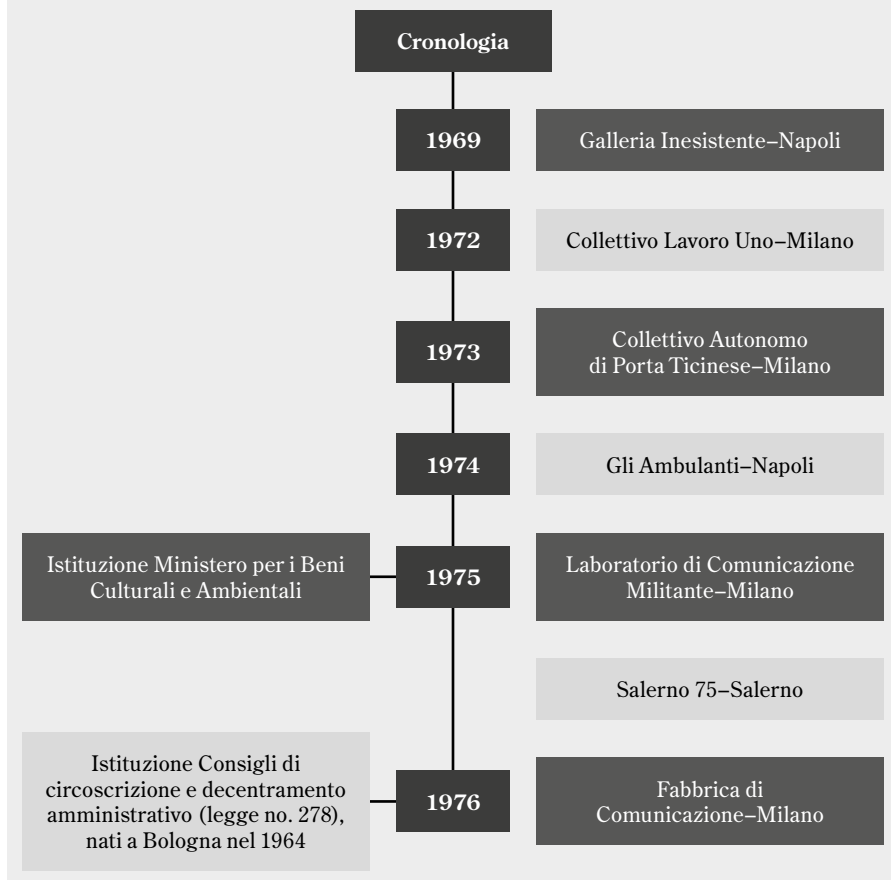 Cronologia
1969
Galleria Inesistente–Napoli
1972
Collettivo Lavoro Uno–Milano
1973
Collettivo Autonomo
di Porta Ticinese–Milano
1974
Gli Ambulanti–Napoli
Istituzione Ministero per i Beni
Culturali e Ambientali
1975
Laboratorio di Comunicazione
Militante–Milano
Salerno 75–Salerno
Istituzione Consigli di
circoscrizione e decentramento
amministrativo (legge no. 278),
nati a Bologna nel 1964
1976
Fabbrica di
Comunicazione–Milano